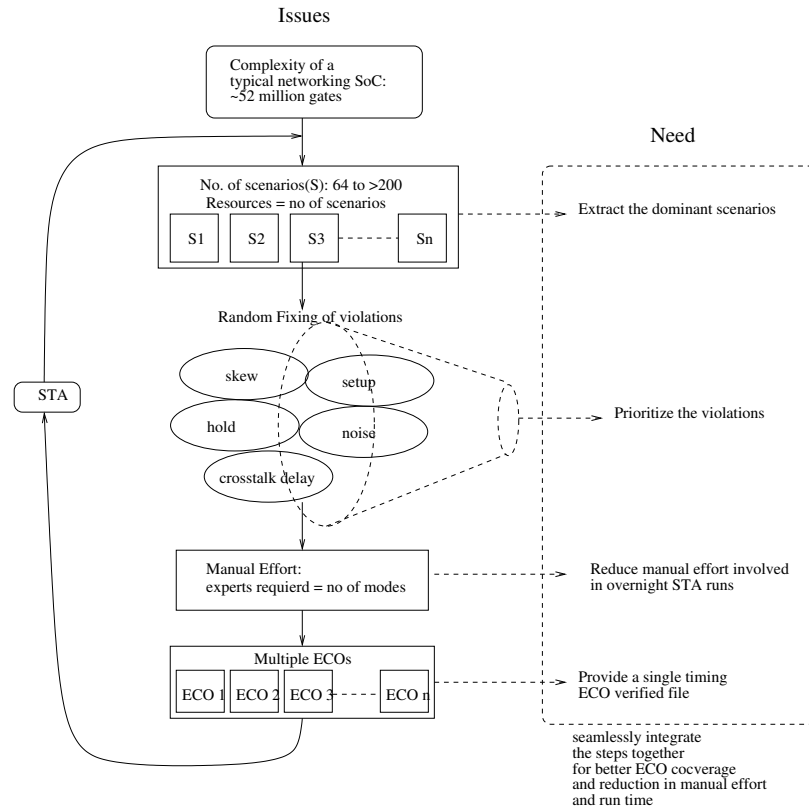 Issues
Complexity of a
typical networking SoC:
~52 million gates
Need
No. of scenarios(S): 64 to >200
Resources = no of scenarios
S1 S2 S3 Sn
Extract the dominant scenarios
Random Fixing of violations
skew
setup
STA
hold
noise
Prioritize the violations
crosstalk delay
Manual Effort:
experts requierd = no of modes
Reduce manual effort involved
in overnight STA runs
Multiple ECOs
ECO 1 ECO 2 ECO 3 ECO n
Provide a single timing
ECO verified file
seamlessly integrate
the steps together
for better ECO cocverage
and reduction in manual effort
and run time